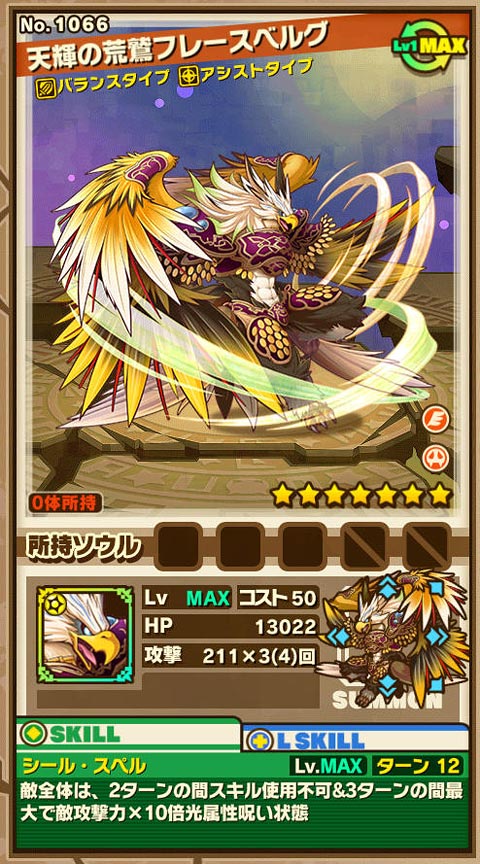 No. 1066
天輝の荒鷲フレースベルグ
Lv1 MAX
バランスタイプ アシストタイプ
E
0体所持
所持ソウル
Lv MAX コスト 50
HP 13022
攻撃 211×3(4)回
SUMMON
SKILL
L SKILL
シール・スペル Lv.MAX ターン 12
敵全体は、2ターンの間スキル使用不可&3ターンの間最
大で敵攻撃力×10倍光属性呪い状態